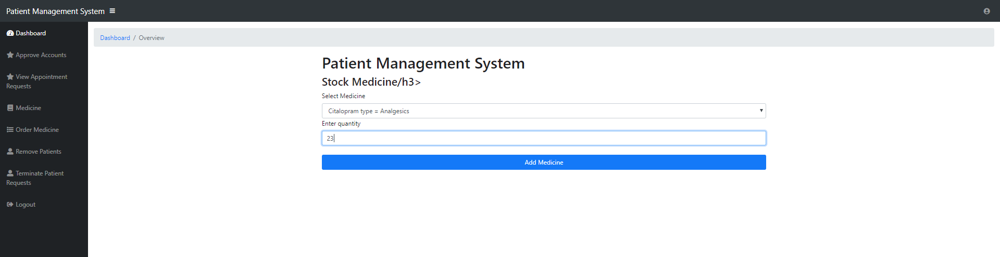 Patient Management System
Dashboard
Approve Accounts
View Appointment
Requests
Medicine
Order Medicine
Remove Patients
Terminate Patient
Requests
Logout
Dashboard / Overview
Patient Management System
Stock Medicine/h3>
Select Medicine
Citalopram type = Analgesics
Enter quantity
23
Add Medicine